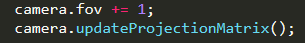 camera.fov += 1;
camera.updateProjectionMatrix();